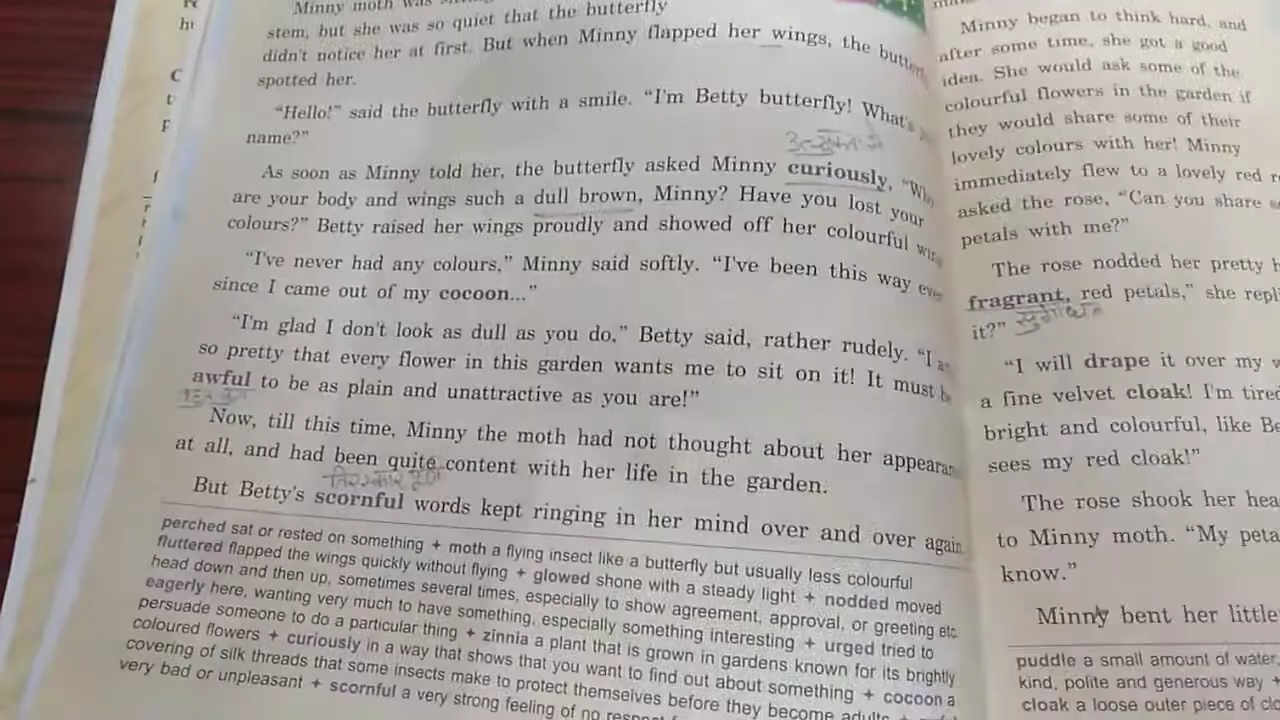 Minny moth was
stem, but she was so quiet that the butterfly
didn't notice her at first. But when Minny flapped her wings, the
spotted her.
"Hello!" said the butterfly with a smile. "I'm Betty butterfly! What's
name?"
As soon as Minny told her, the butterfly asked Minny curiously,
are your body and wings such a dull brown, Minny? Have you lost your
colours?" Betty raised her wings proudly and showed off her colourful
"I've never had any colours," Minny said softly. "I've been this way
since I came out of my cocoon..."
"I'm glad I don't look as dull as you do," Betty said, rather rudely. "I
so pretty that every flower in this garden wants me to sit on it! It must
awful to be as plain and unattractive as you are!"
Now, till this time, Minny the moth had not thought about her
at all, and had been quite content with her life in the garden.
But Betty's scornful words kept ringing in her mind over and over again
perched sat or rested on something + moth a flying insect like a butterfly but usually less colourful
fluttered flapped the wings quickly without flying + glowed shone with a steady light + nodded moved
head down and then up, sometimes several times, especially to show agreement, approval, or greeting etc
eagerly here, wanting very much to have something, especially something interesting + urged tried to
persuade someone to do a particular thing + zinnia a plant that is grown in gardens known for its brightly
coloured flowers + curiously in a way that shows that you want to find out about something + cocoon a
covering of silk threads that some insects make to protect themselves before they become adults +
very bad or unpleasant + scornful a very strong feeling of no
Minny began to think hard, and
after some time, she got a good
idea. She would ask some of the
colourful flowers in the garden if
they would share some of their
lovely colours with her! Minny
immediately flew to a lovely red
asked the rose, "Can you share
petals with me?"
The rose nodded her pretty
fragrant, red petals," she
it?"
"I will drape it over my
a fine velvet cloak! I'm tired
bright and colourful, like
sees my red cloak!"
The rose shook her
to Minny moth. "My
know."
Minny bent her little
puddle a small amount of water
kind, polite and generous way +
cloak a loose outer piece of